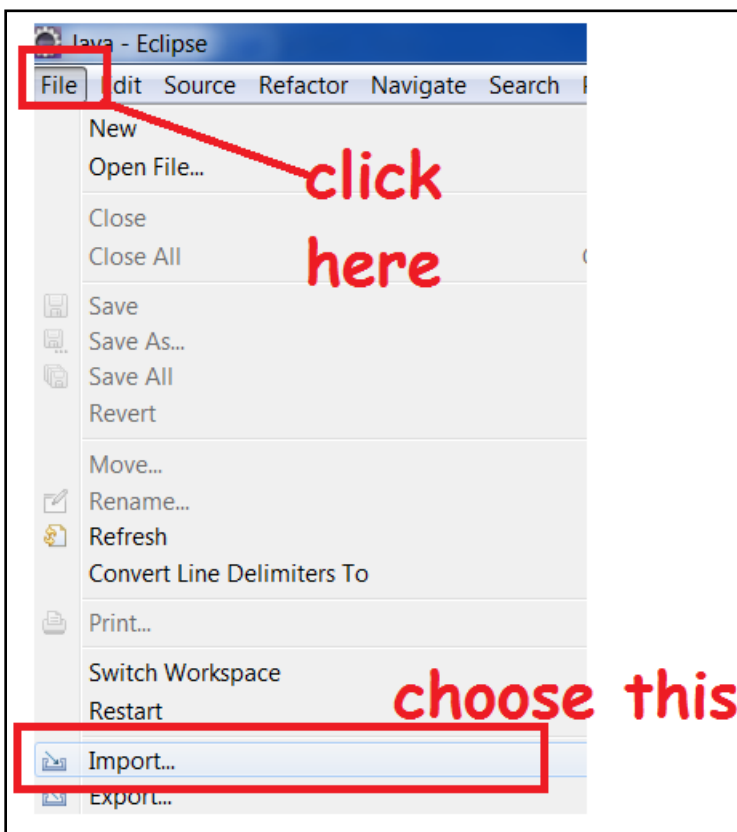 Java - Eclipse
File Edit Source Refactor Navigate Search
New
Open File...
click
Close
Close All
here
Save
Save As...
Save All
Revert
Move...
Rename...
Refresh
Convert Line Delimiters To
Print...
Switch Workspace
Restart
choose this
Import...
Export...